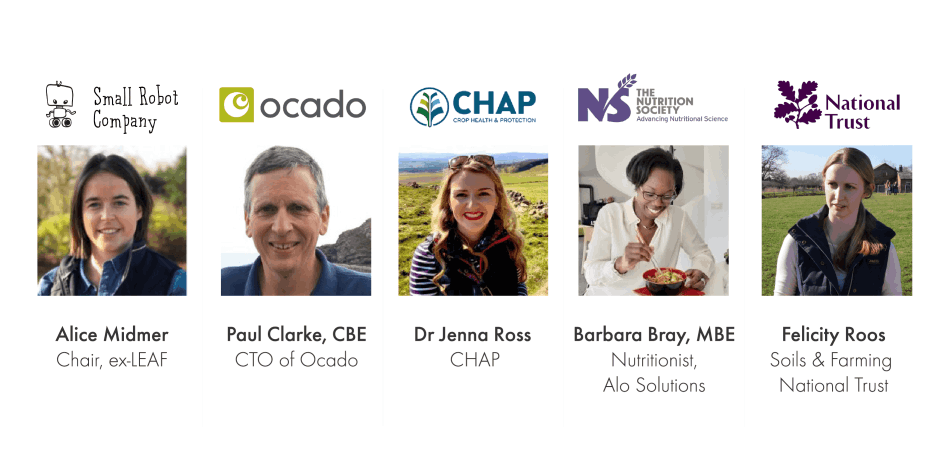 Small Robot
Company
ocado
CHAP
CROP HEALTH & PROTECTION
NS
THE
NUTRITION
SOCIETY
Advancing Nutritional Science
National
Trust
Alice Midmer
Chair, ex-LEAF
Paul Clarke, CBE
CTO of Ocado
Dr Jenna Ross
CHAP
Barbara Bray, MBE
Nutritionist,
Alo Solutions
Felicity Roos
Soils & Farming
National Trust